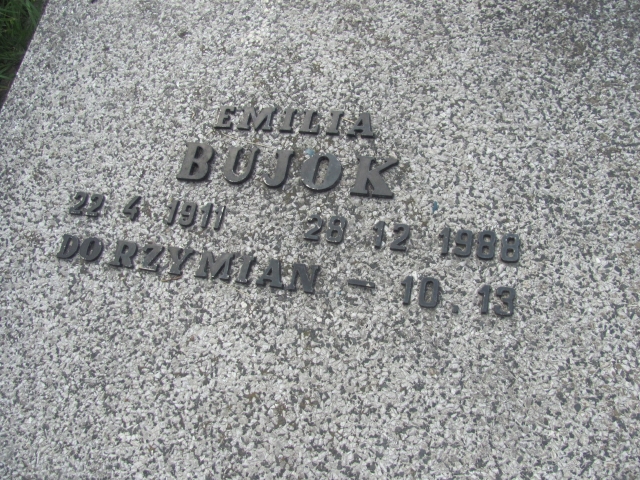 EMILIA
BUJOK
22 4 1911 28 12 1988
DO RZYMIAN - 10.13